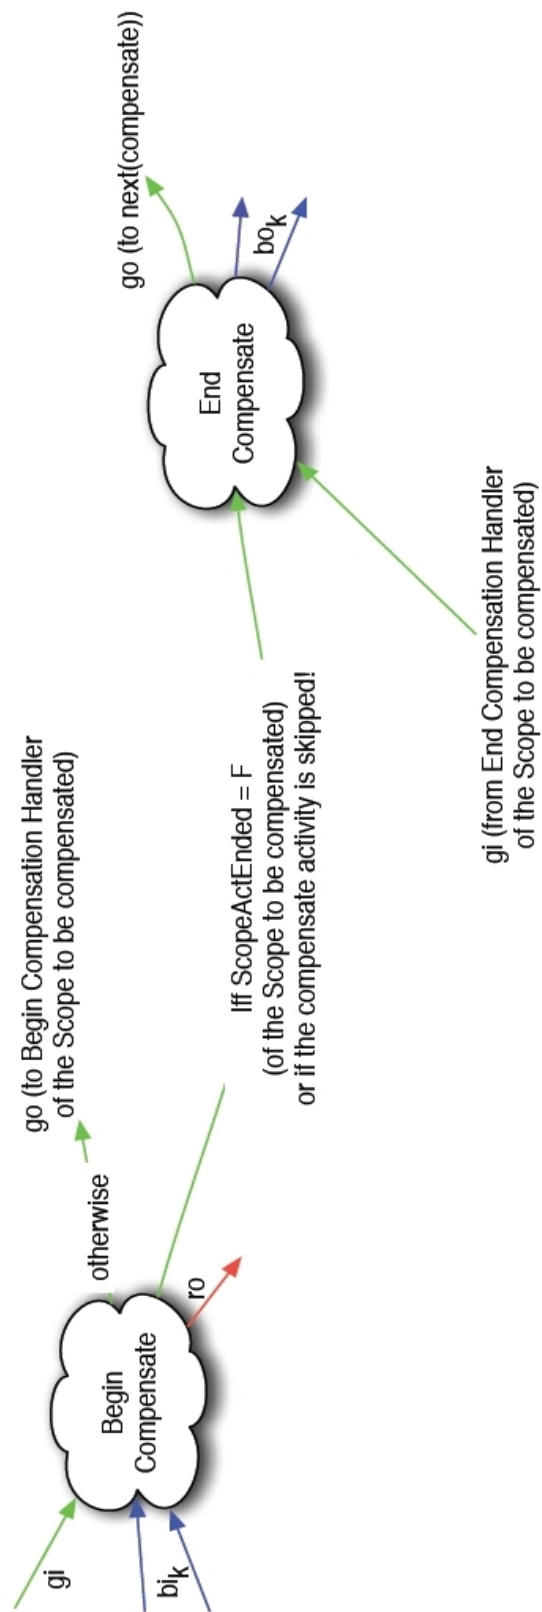 gi
bi k
Begin
Compensate
otherwise
go (to Begin Compensation Handler
of the Scope to be compensated)
ro
Iff ScopeActEnded = F
(of the Scope to be compensated)
or if the compensate activity is skipped!
gi (from End Compensation Handler
of the Scope to be compensated)
End
Compensate
go (to next(compensate))
bo k